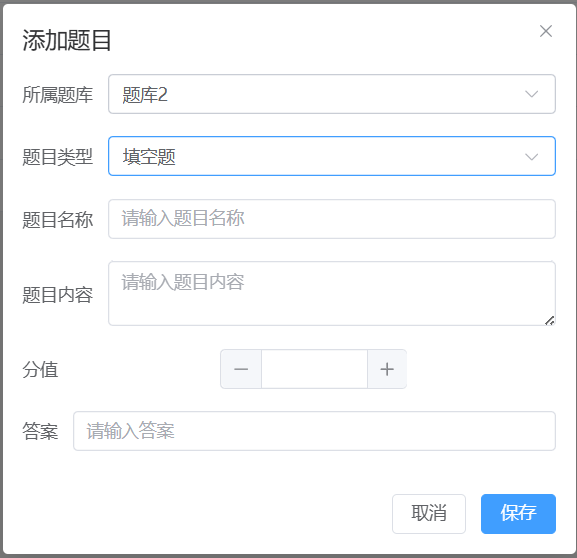 添加题目
所属题库 题库2
题目类型 填空题
题目名称 请输入题目名称
题目内容 请输入题目内容
分值
答案 请输入答案
取消 保存